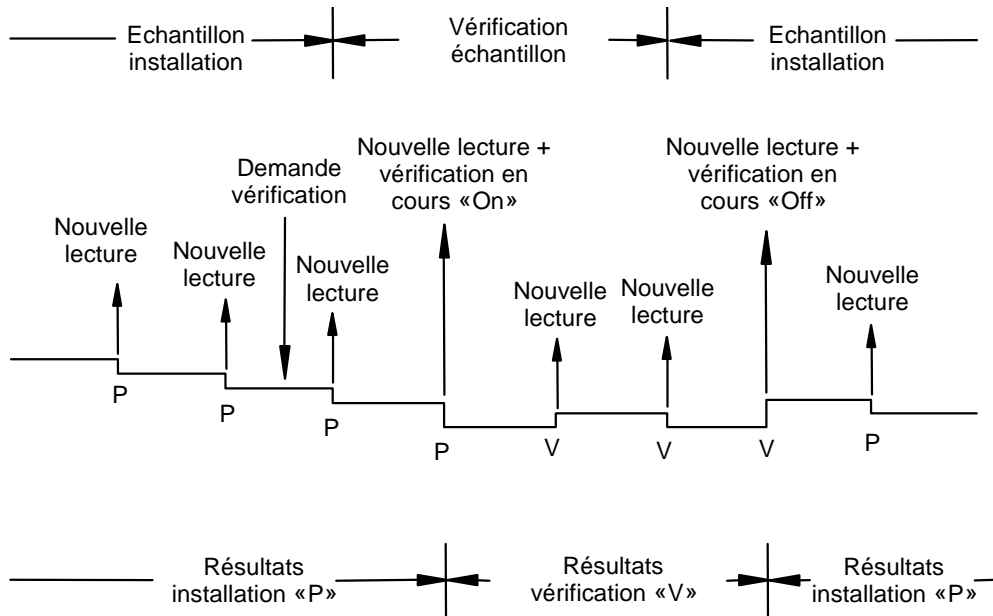 Echantillon
installation
Vérification
échantillon
Echantillon
installation
Nouvelle lecture +
vérification en
cours «On»
Nouvelle lecture +
vérification en
cours «Off»
Demande
vérification
Nouvelle
lecture
Nouvelle
lecture
Nouvelle
lecture
Nouvelle
lecture
Nouvelle
lecture
Nouvelle
lecture
P
P
P
P
V
V
V
P
Résultats
installation «P»
Résultats
vérification «V»
Résultats
installation «P»